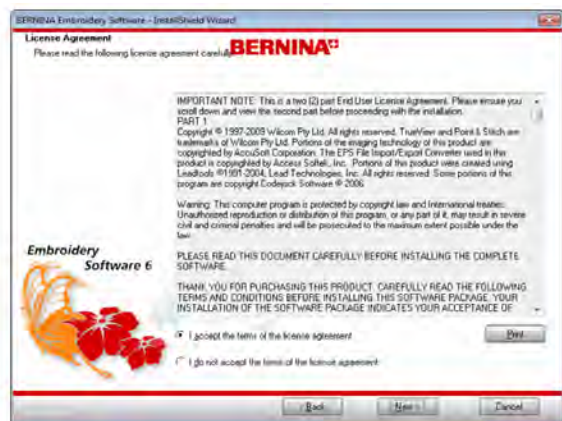 BERNINA Embroidery Software - InstallShield Wizard
License Agreement
Please read the following license agreement carefully.
BERNINA
IMPORTANT NOTE: This is a two (2) part End User License Agreement. Please ensure you
scroll down and view the second part before proceeding with the installation.
PART 1
Copyright © 1997-2009 Wilcom Pty Ltd. All rights reserved. TrueView and Point & Stitch are
trademarks of Wilcom Pty Ltd. Portions of the imaging technology of this product are
copyrighted by AccuSoft Corporation. The EPS File Import/Export Converter used in this
product is copyrighted by Access Softek, Inc. Portions of this product were created using
Leadtools ©1991-2004, Lead Technologies, Inc. All rights reserved. Some portions of this
program are copyright Codejock Software © 2006.
Warning: This computer program is protected by copyright law and International treaties.
Unauthorized reproduction or distribution of this program, or any part of it, may result in severe
civil and criminal penalties and will be prosecuted to the maximum extent possible under the
law.
PLEASE READ THIS DOCUMENT CAREFULLY BEFORE INSTALLING THE COMPLETE
SOFTWARE.
THANK YOU FOR PURCHASING THIS PRODUCT. CAREFULLY READ THE FOLLOWING
TERMS AND CONDITIONS BEFORE INSTALLING THIS SOFTWARE PACKAGE. YOUR
INSTALLATION OF THE SOFTWARE PACKAGE INDICATES YOUR ACCEPTANCE OF
Embroidery
Software 6
I accept the terms of the license agreement
Print
I do not accept the terms of the license agreement
Back
Next
Cancel